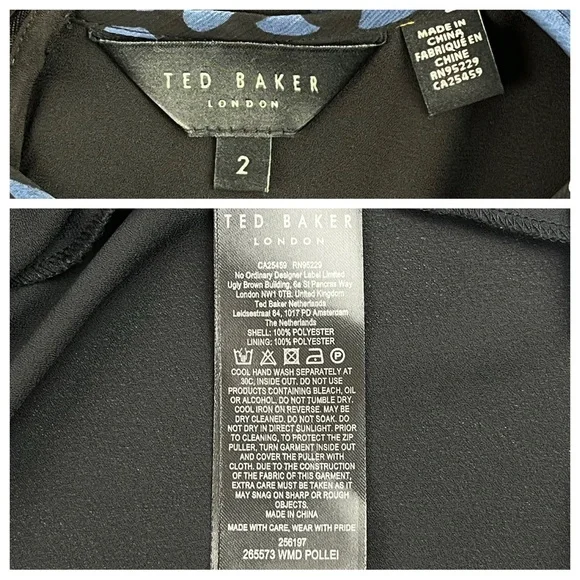 TED BAKER
LONDON
2
MADE IN
CHINA
FABRIQUÉ EN
CHINE
RN95229
CA25459
TED BAKER
LONDON
CA25459 RN95229
No Ordinary Designer Label Limited
Ugly Brown Building, 6a St Pancras Way
London NW1 0TB. United Kingdom
Ted Baker Netherlands
Leidsestraat 64, 1017 PD Amsterdam
The Netherlands
SHELL: 100% POLYESTER
LINING: 100% POLYESTER
COOL HAND WASH SEPARATELY AT
30C, INSIDE OUT. DO NOT USE
PRODUCTS CONTAINING BLEACH, OIL
OR ALCOHOL. DO NOT TUMBLE DRY.
COOL IRON ON REVERSE. MAY BE
DRY CLEANED. DO NOT SOAK. DO
NOT DRY IN DIRECT SUNLIGHT. PRIOR
TO CLEANING, TO PROTECT THE ZIP
PULLER, TURN GARMENT INSIDE OUT
AND COVER THE PULLER WITH
CLOTH. DUE TO THE CONSTRUCTION
OF THE FABRIC OF THIS GARMENT,
EXTRA CARE MUST BE TAKEN AS IT
MAY SNAG ON SHARP OR ROUGH
OBJECTS.
MADE IN CHINA
MADE WITH CARE, WEAR WITH PRIDE
256197
265573 WMD POLLEI